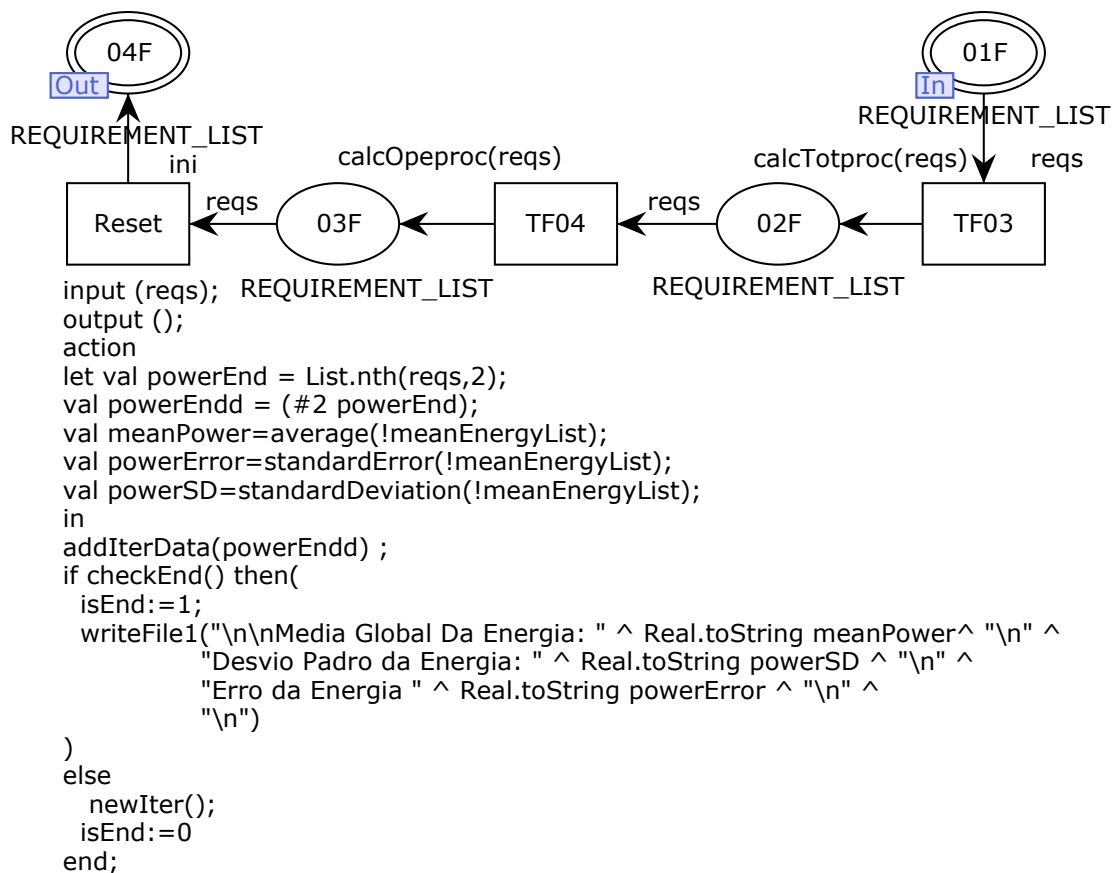 04F
01F
Out
In
REQUIREMENT_LIST
REQUIREMENT_LIST
ini
calcOpeproc(reqs)
calcTotproc(reqs)
reqs
Reset
reqs
03F
TF04
reqs
02F
TF03
REQUIREMENT_LIST
REQUIREMENT_LIST
input (reqs);
output ();
action
let val powerEnd = List.nth(reqs,2);
val powerEndd = (#2 powerEnd);
val meanPower=average(!meanEnergyList);
val powerError=standardError(!meanEnergyList);
val powerSD=standardDeviation(!meanEnergyList);
in
addIterData(powerEndd) ;
if checkEnd() then(
isEnd:=1;
writeFile1("\n\nMedia Global Da Energia: " ^ Real.toString meanPower^ "\n" ^
"Desvio Padro da Energia: " ^ Real.toString powerSD ^ "\n" ^
"Erro da Energia " ^ Real.toString powerError ^ "\n" ^
"\n")
)
else
newIter();
isEnd:=0
end;